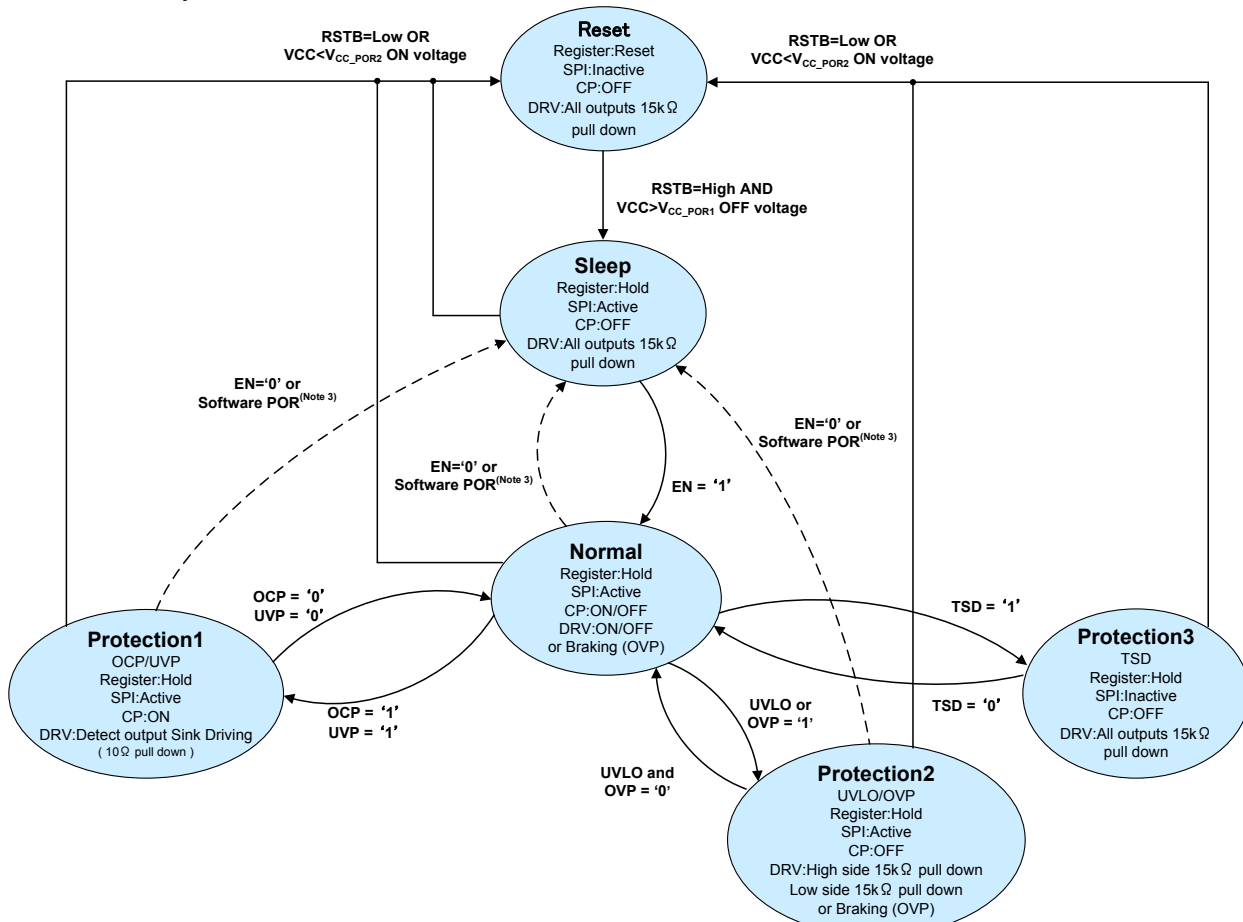 Reset
Register:Reset
SPI:Inactive
CP:OFF
DRV:All outputs 15kΩ
pull down
RSTB=Low OR
VCC<VCC_POR2 ON voltage
RSTB=Low OR
VCC<VCC_POR2 ON voltage
RSTB=High AND
VCC>VCC_POR1 OFF voltage
Sleep
Register:Hold
SPI:Active
CP:OFF
DRV:All outputs 15kΩ
pull down
EN='0' or
Software POR(Note 3)
EN='0' or
Software POR(Note 3)
EN='0' or
Software POR(Note 3)
EN = '1'
Normal
Register:Hold
SPI:Active
CP:ON/OFF
DRV:ON/OFF
or Braking (OVP)
OCP = '0'
UVP = '0'
OCP = '1'
UVP = '1'
TSD = '1'
TSD = '0'
UVLO or
OVP = '1'
UVLO and
OVP = '0'
Protection1
OCP/UVP
Register:Hold
SPI:Active
CP:ON
DRV:Detect output Sink Driving
( 10Ω pull down )
Protection3
TSD
Register:Hold
SPI:Inactive
CP:OFF
DRV:All outputs 15kΩ
pull down
Protection2
UVLO/OVP
Register:Hold
SPI:Active
CP:OFF
DRV:High side 15kΩ pull down
Low side 15kΩ pull down
or Braking (OVP)